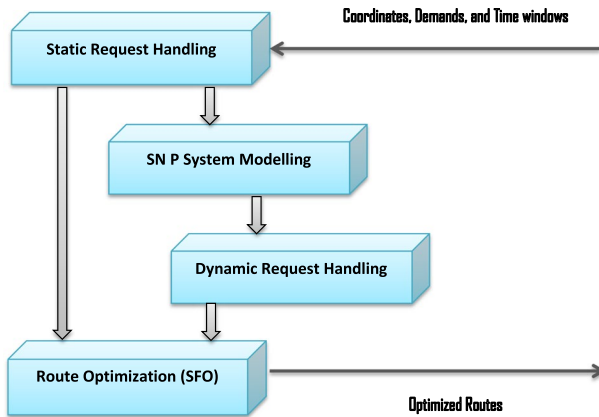 Coordinates, Demands, and Time windows
Static Request Handling
SN P System Modelling
Dynamic Request Handling
Route Optimization (SFO)
Optimized Routes